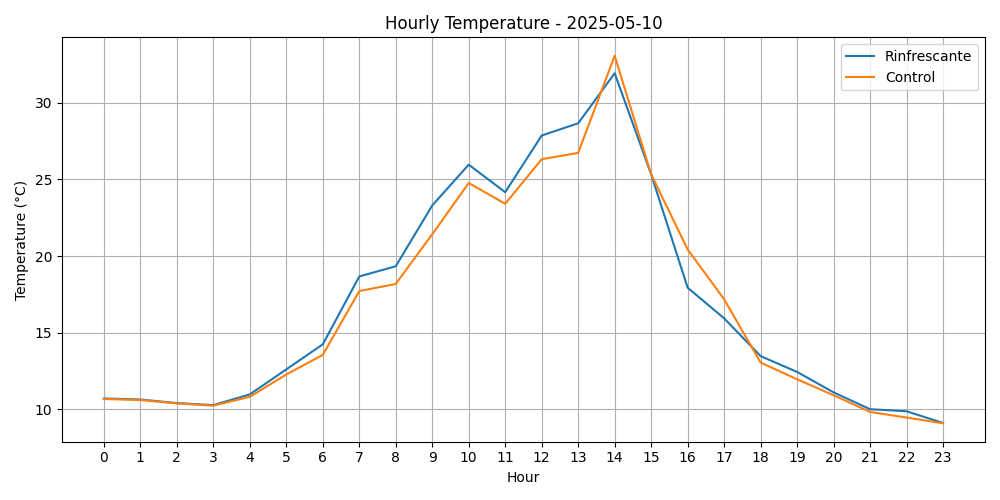 Hourly Temperature - 2025-05-10
Rinfrescante
Control
Temperature (°C)
30
25
20
15
10
0 1 2 3 4 5 6 7 8 9 10 11 12 13 14 15 16 17 18 19 20 21 22 23
Hour